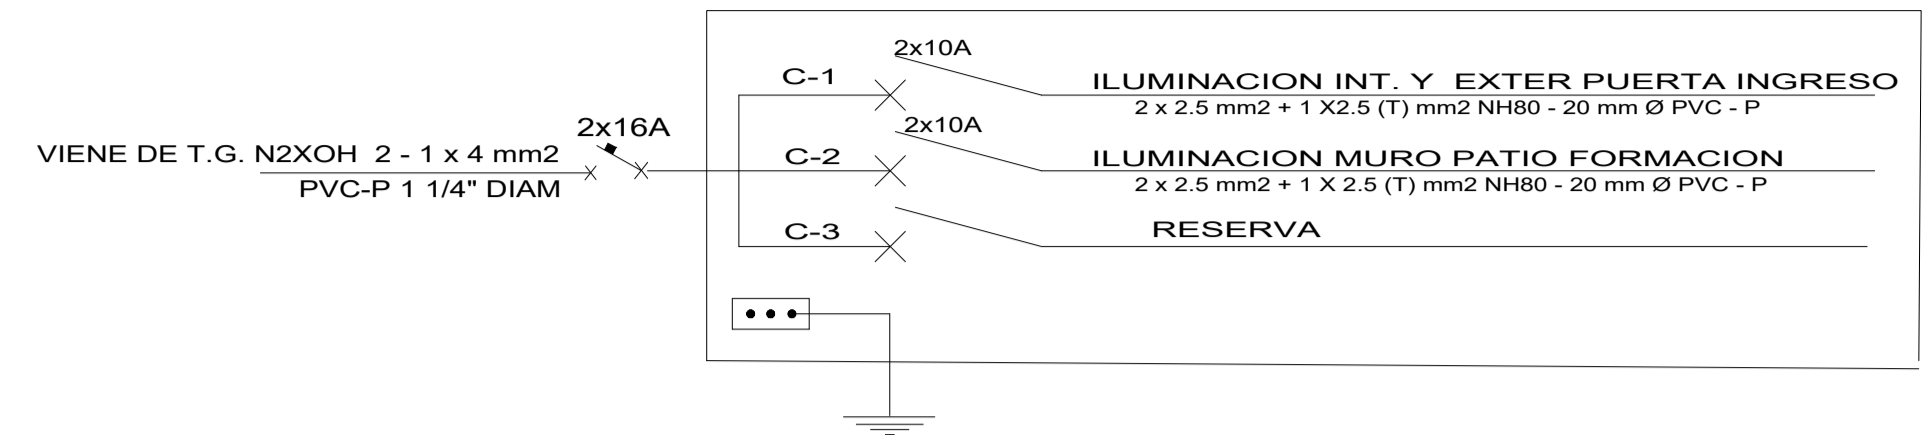 2x10A
C-1
ILUMINACION INT. Y EXTER PUERTA INGRESO
2 x 2.5 mm2 + 1 X2.5 (T) mm2 NH80 - 20 mm Ø PVC - P
2x16A
2x10A
VIENE DE T.G. N2XOH 2 - 1 x 4 mm2
C-2
ILUMINACION MURO PATIO FORMACION
PVC-P 1 1/4" DIAM
2 x 2.5 mm2 + 1 X 2.5 (T) mm2 NH80 - 20 mm Ø PVC - P
C-3
RESERVA